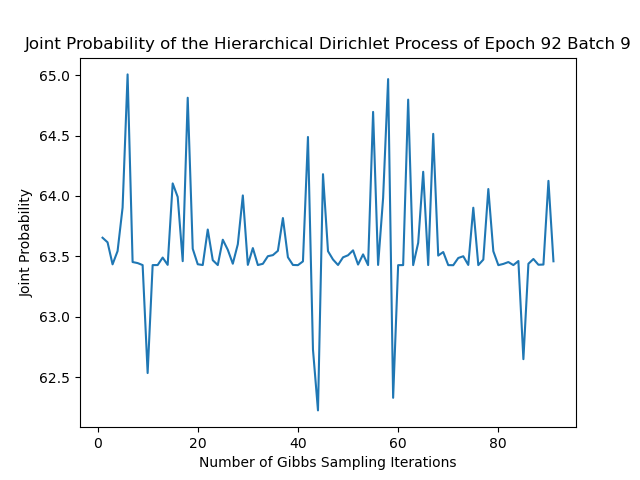 Joint Probability of the Hierarchical Dirichlet Process of Epoch 92 Batch 9
65.0
64.5
64.0
63.5
63.0
62.5
Joint Probability
0 20 40 60 80
Number of Gibbs Sampling Iterations